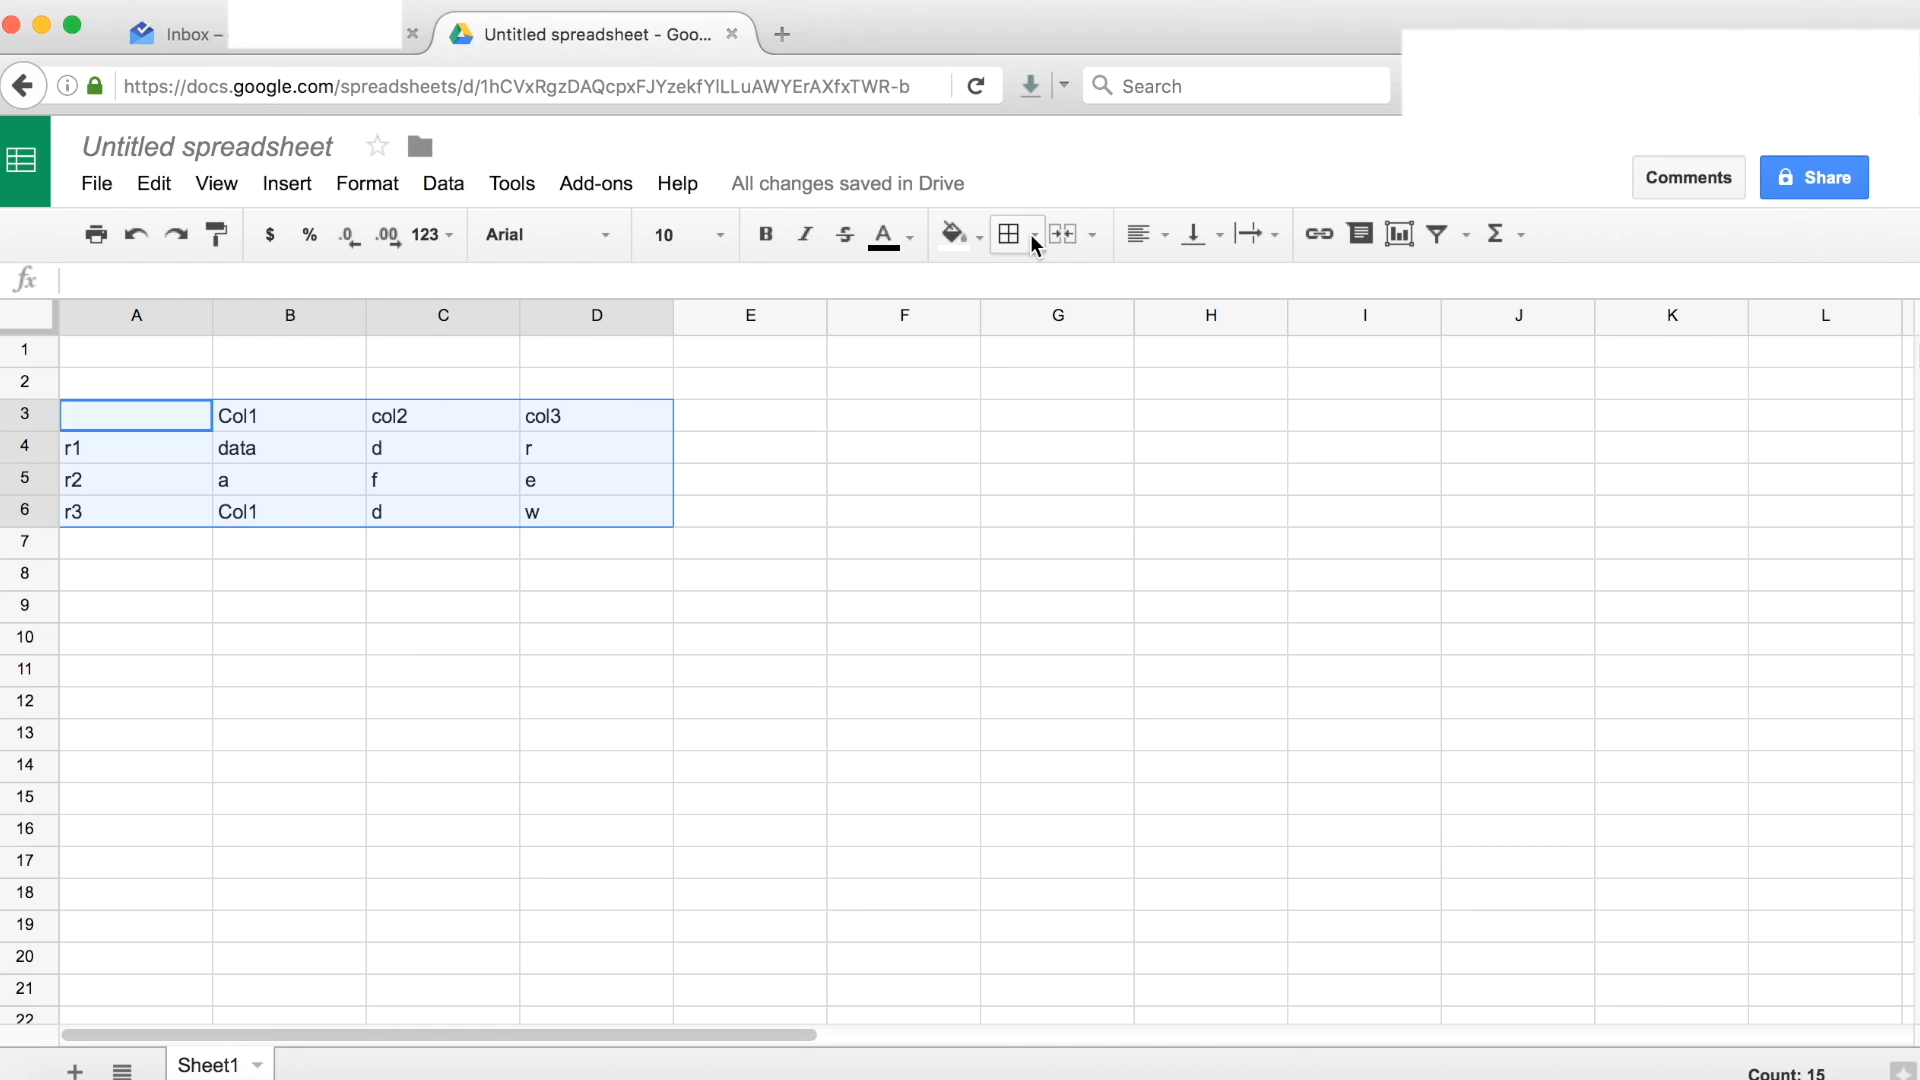 Inbox –
Untitled spreadsheet - Goo...
https://docs.google.com/spreadsheets/d/1hCVxRgzDAQcpxFJYzekfYlLLuAWYErAXfxTWR-b
Search
Untitled spreadsheet
File Edit View Insert Format Data Tools Add-ons Help All changes saved in Drive
Comments
Share
$ % .0 .00 123 Arial 10 B I S A Σ
fx
A B C D E F G H I J K L
1
2
3 Col1 col2 col3
4 r1 data d r
5 r2 a f e
6 r3 Col1 d w
7
8
9
10
11
12
13
14
15
16
17
18
19
20
21
22
Sheet1
Count: 15